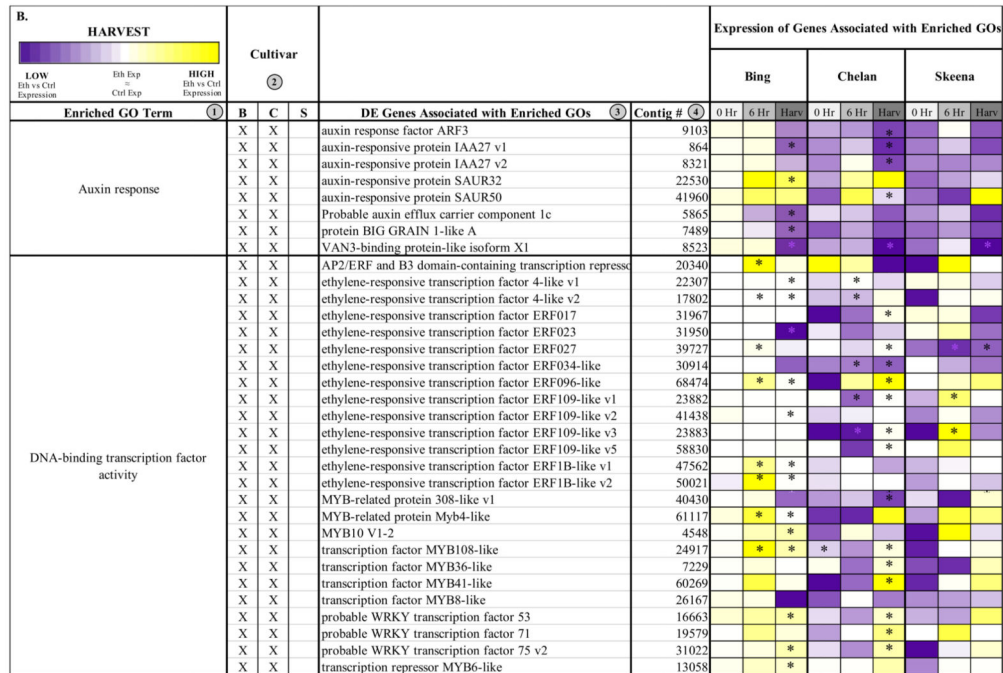 B.
HARVEST
LOW
Eth vs Ctrl
Expression
Eth Exp
=
Ctrl Exp
HIGH
Eth vs Ctrl
Expression
Cultivar
2
Expression of Genes Associated with Enriched GOs
Bing Chelan Skeena
Enriched GO Term 1 B C S DE Genes Associated with Enriched GOs 3 Contig # 4 0 Hr 6 Hr Harv 0 Hr 6 Hr Harv 0 Hr 6 Hr Harv
Auxin response
X X auxin response factor ARF3 9103 *
X X auxin-responsive protein IAA27 v1 864 * *
X X auxin-responsive protein IAA27 v2 8321 *
X X auxin-responsive protein SAUR32 22530 *
X X auxin-responsive protein SAUR50 41960 *
X X Probable auxin efflux carrier component 1c 5865 *
X X protein BIG GRAIN 1-like A 7489 *
X X VAN3-binding protein-like isoform X1 8523 * * *
DNA-binding transcription factor
activity
X X AP2/ERF and B3 domain-containing transcription represso 20340 *
X X ethylene-responsive transcription factor 4-like v1 22307 * *
X X ethylene-responsive transcription factor 4-like v2 17802 * * *
X X ethylene-responsive transcription factor ERF017 31967 *
X X ethylene-responsive transcription factor ERF023 31950 *
X X ethylene-responsive transcription factor ERF027 39727 * * * *
X X ethylene-responsive transcription factor ERF034-like 30914 * *
X X ethylene-responsive transcription factor ERF096-like 68474 * * *
X X ethylene-responsive transcription factor ERF109-like v1 23882 * * *
X X ethylene-responsive transcription factor ERF109-like v2 41438 *
X X ethylene-responsive transcription factor ERF109-like v3 23883 * * *
X X ethylene-responsive transcription factor ERF109-like v5 58830 *
X X ethylene-responsive transcription factor ERF1B-like v1 47562 * *
X X ethylene-responsive transcription factor ERF1B-like v2 50021 * *
X X MYB-related protein 308-like v1 40430 *
X X MYB-related protein Myb4-like 61117 * *
X X MYB10 V1-2 4548 *
X X transcription factor MYB108-like 24917 * * * *
X X transcription factor MYB36-like 7229 *
X X transcription factor MYB41-like 60269 *
X X transcription factor MYB8-like 26167
X X probable WRKY transcription factor 53 16663 * *
X X probable WRKY transcription factor 71 19579 *
X X probable WRKY transcription factor 75 v2 31022 * *
X X transcription repressor MYB6-like 13058 *